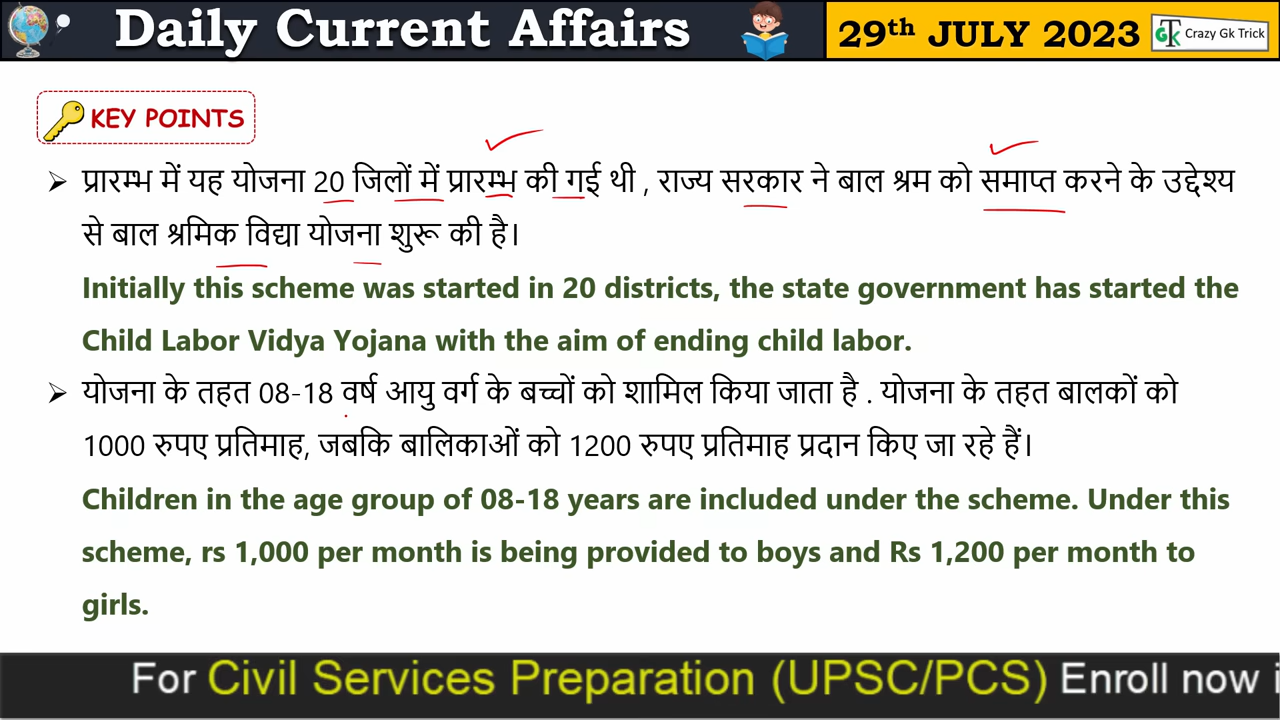 Daily Current Affairs
29th JULY 2023
GTK Crazy Gk Trick
KEY POINTS
➢ प्रारम्भ में यह योजना 20 जिलों में प्रारम्भ की गई थी , राज्य सरकार ने बाल श्रम को समाप्त करने के उद्देश्य
से बाल श्रमिक विद्या योजना शुरू की है।
Initially this scheme was started in 20 districts, the state government has started the
Child Labor Vidya Yojana with the aim of ending child labor.
➢ योजना के तहत 08-18 वर्ष आयु वर्ग के बच्चों को शामिल किया जाता है . योजना के तहत बालकों को
1000 रुपए प्रतिमाह, जबकि बालिकाओं को 1200 रुपए प्रतिमाह प्रदान किए जा रहे हैं।
Children in the age group of 08-18 years are included under the scheme. Under this
scheme, rs 1,000 per month is being provided to boys and Rs 1,200 per month to
girls.
For Civil Services Preparation (UPSC/PCS) Enroll now i